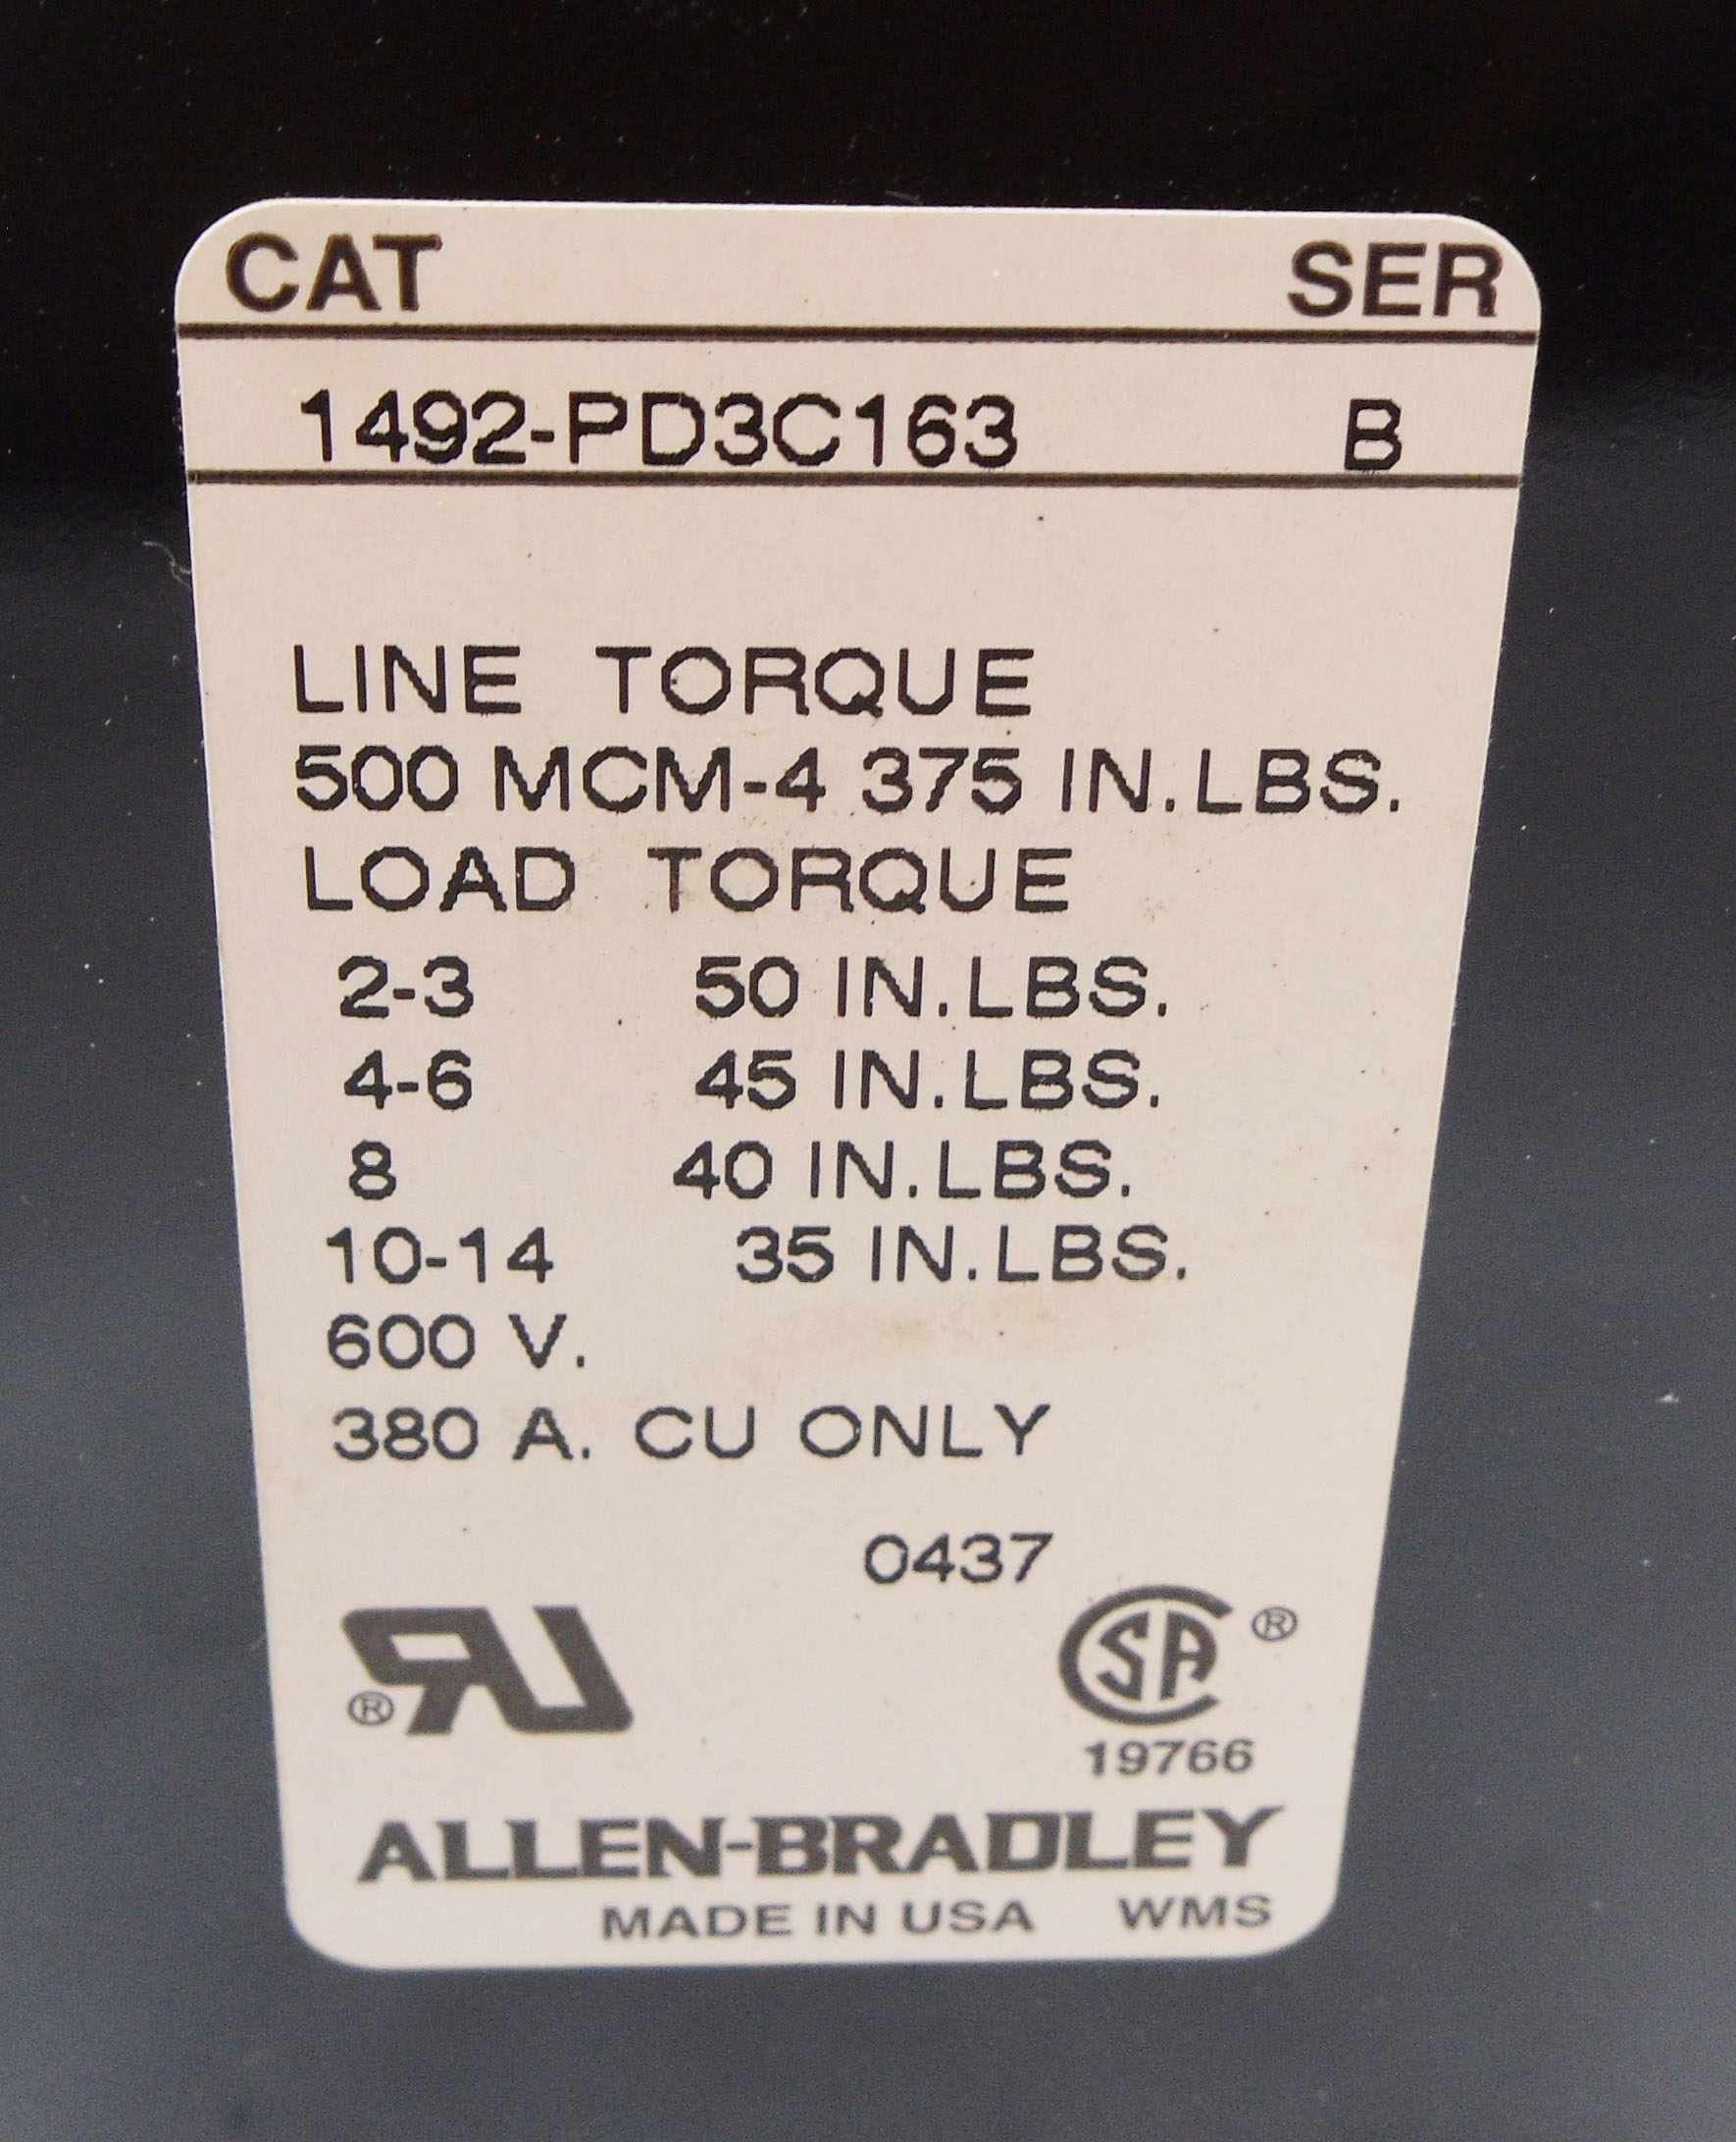 CAT SER
1492-PD3C163 B
LINE TORQUE
500 MCM-4 375 IN.LBS.
LOAD TORQUE
2-3 50 IN.LBS.
4-6 45 IN.LBS.
8 40 IN.LBS.
10-14 35 IN.LBS.
600 V.
380 A. CU ONLY
0437
RU® CSA®
19766
ALLEN-BRADLEY
MADE IN USA WMS